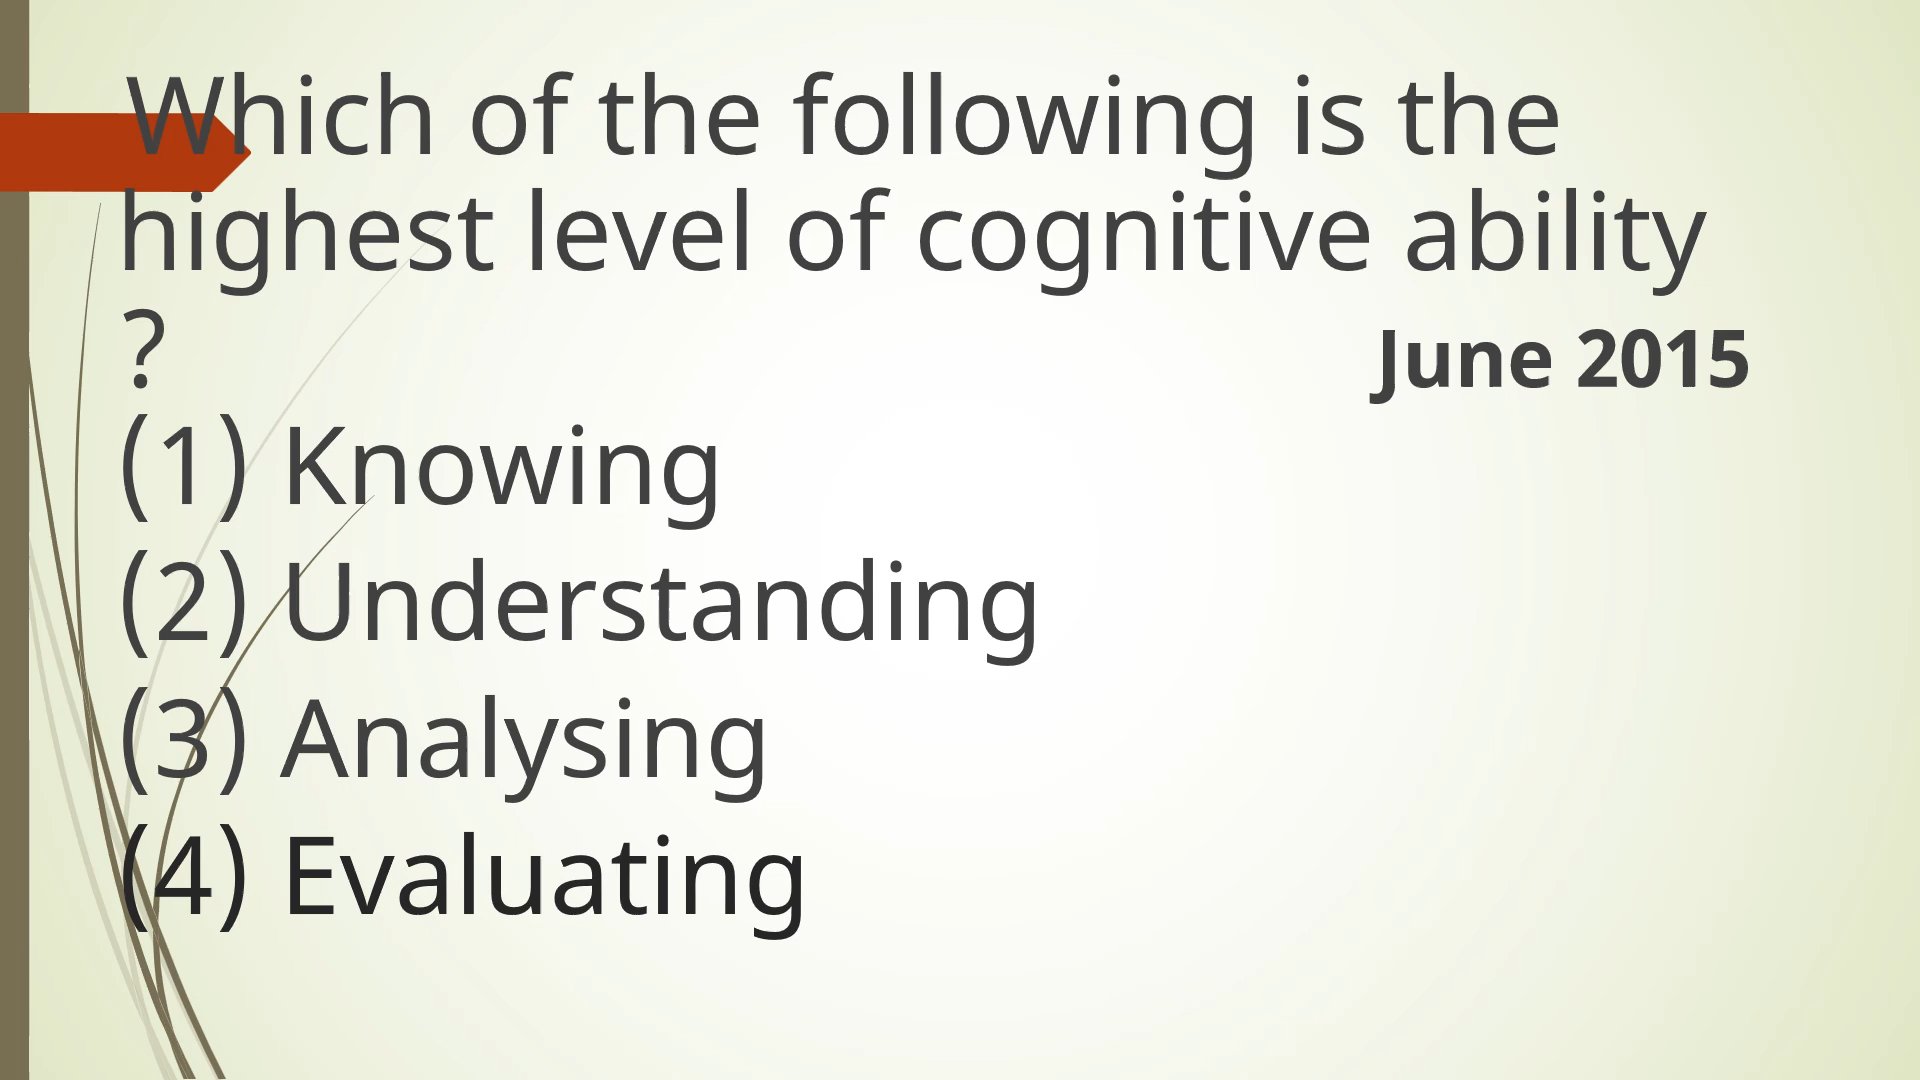 Which of the following is the
highest level of cognitive ability
? June 2015
(1) Knowing
(2) Understanding
(3) Analysing
(4) Evaluating